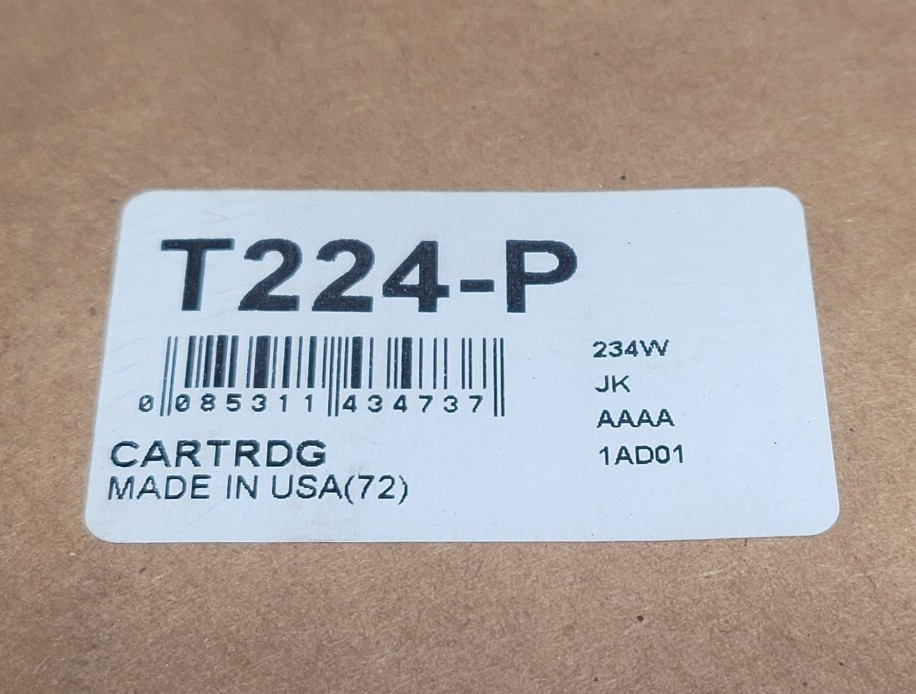 T224-P
0 085311 434737
CARTRDG
MADE IN USA(72)
234W
JK
AAAA
1AD01